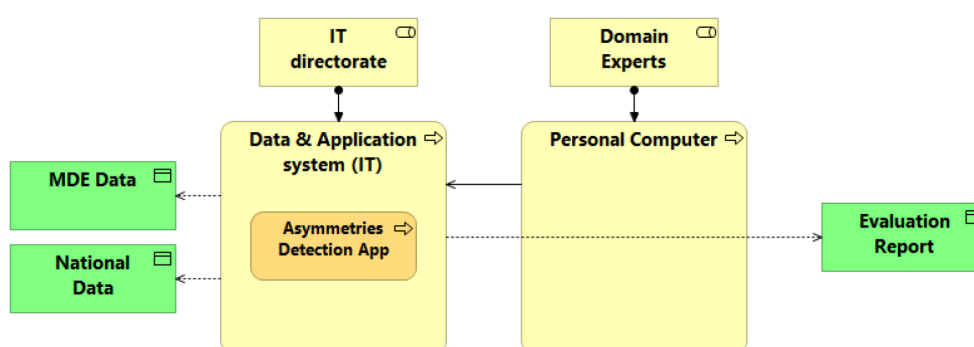 IT
directorate
Domain
Experts
Data & Application
system (IT)
Personal Computer
MDE Data
Asymmetries
Detection App
Evaluation
Report
National
Data